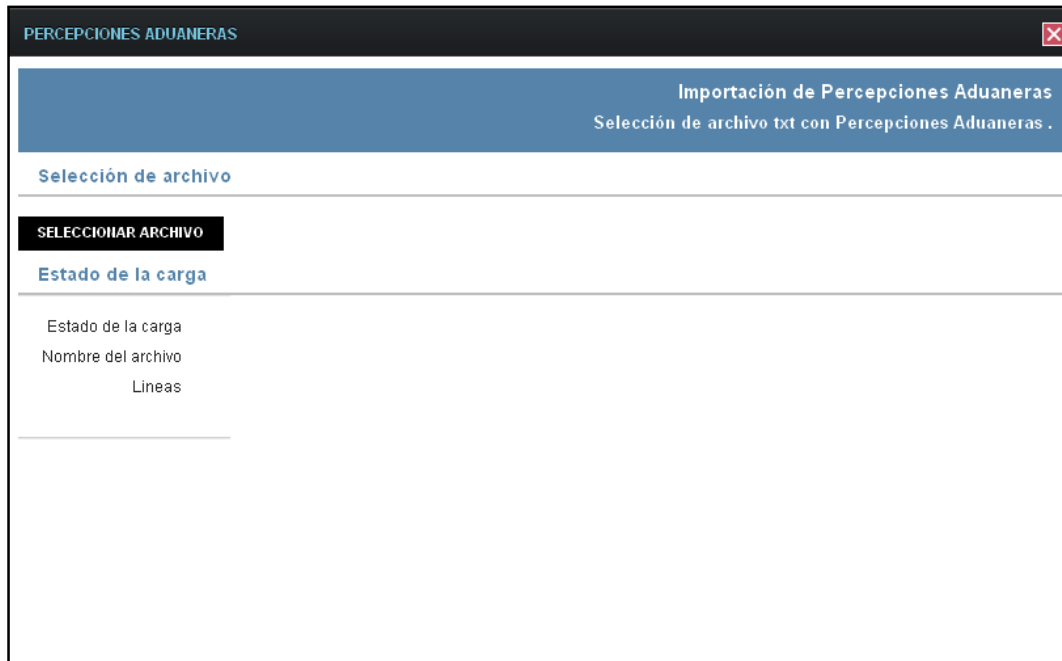 PERCEPCIONES ADUANERAS
Importación de Percepciones Aduaneras
Selección de archivo txt con Percepciones Aduaneras .
Selección de archivo
SELECCIONAR ARCHIVO
Estado de la carga
Estado de la carga
Nombre del archivo
Lineas